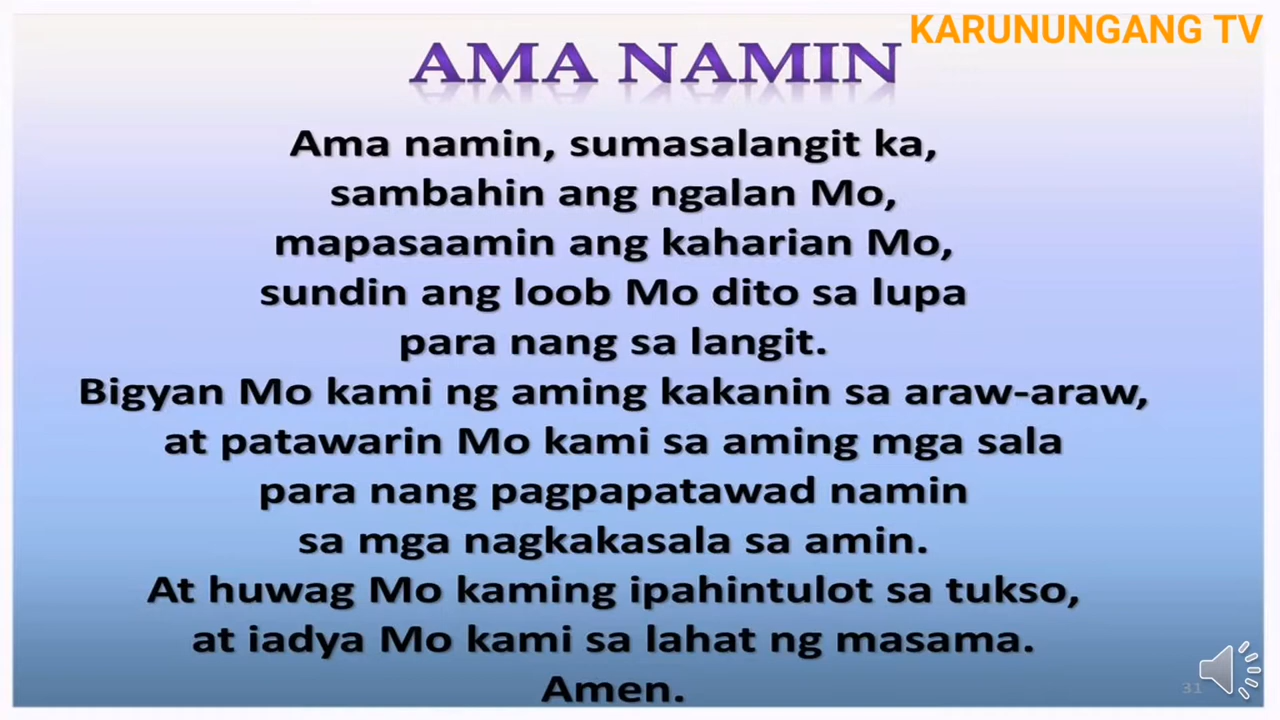 KARUNUNGANG TV
AMA NAMIN
Ama namin, sumasalangit ka,
sambahin ang ngalan Mo,
mapasaamin ang kaharian Mo,
sundin ang loob Mo dito sa lupa
para nang sa langit.
Bigyan Mo kami ng aming kakanin sa araw-araw,
at patawarin Mo kami sa aming mga sala
para nang pagpapatawad namin
sa mga nagkakasala sa amin.
At huwag Mo kaming ipahintulot sa tukso,
at iadya Mo kami sa lahat ng masama.
Amen.
31